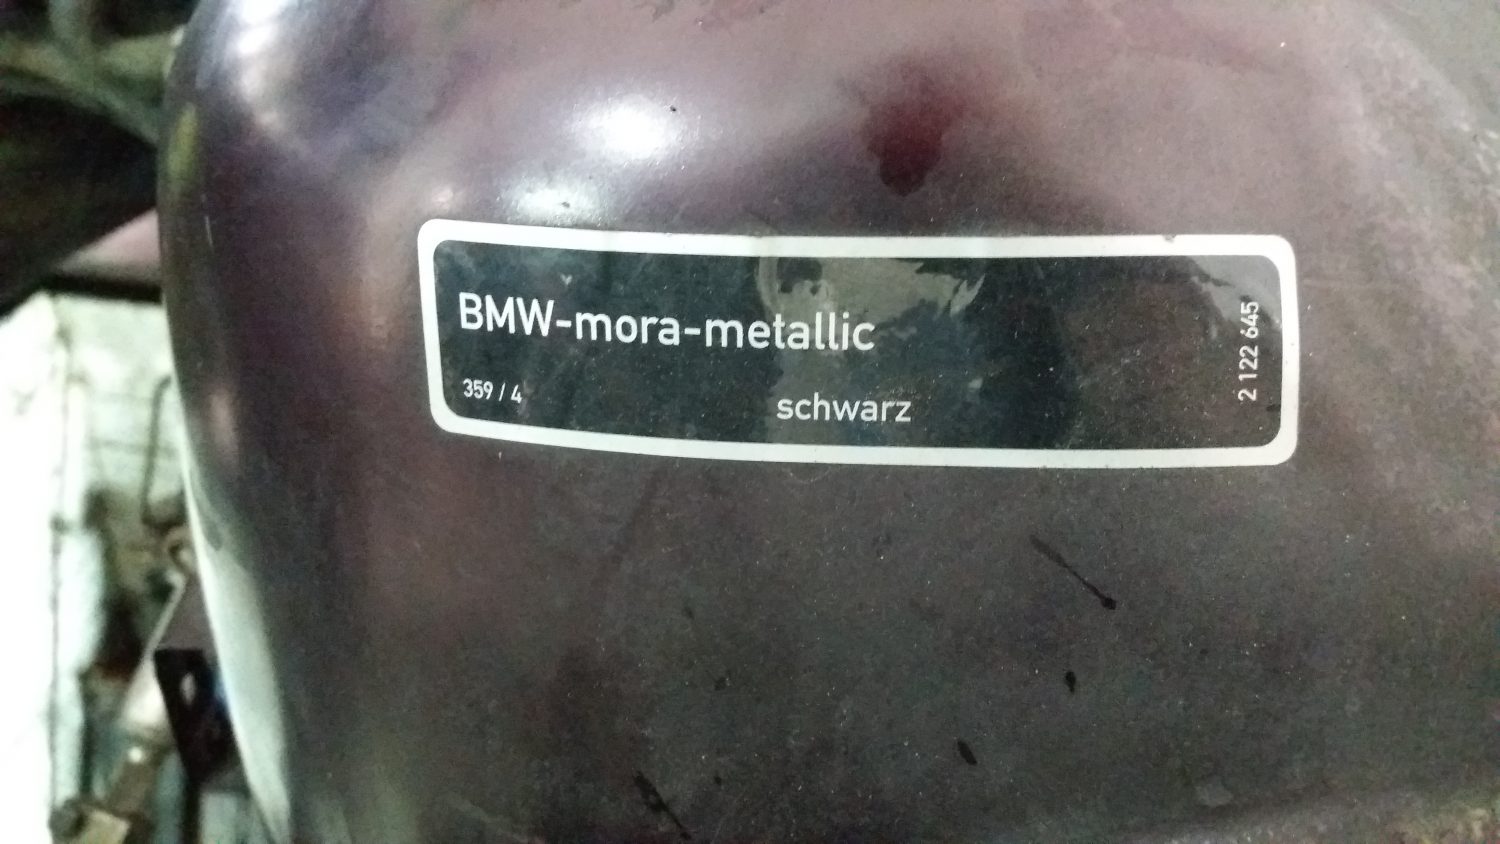 BMW-mora-metallic
359 / 4
schwarz
2 122 645